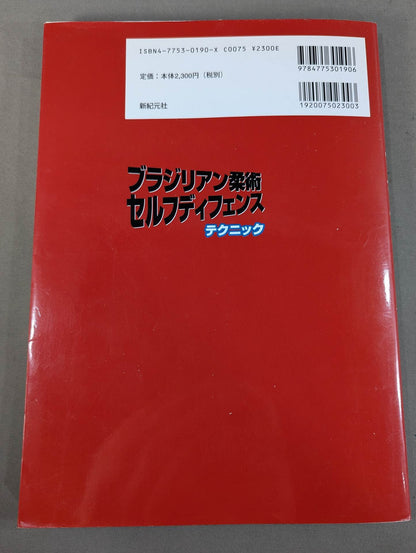 ISBN4-7753-0190-X C0075 ¥2300E
定価：本体2,300円（税別）
新紀元社
9784775301906
1920075023003
ブラジリアン柔術
セルフディフェンス
テクニック